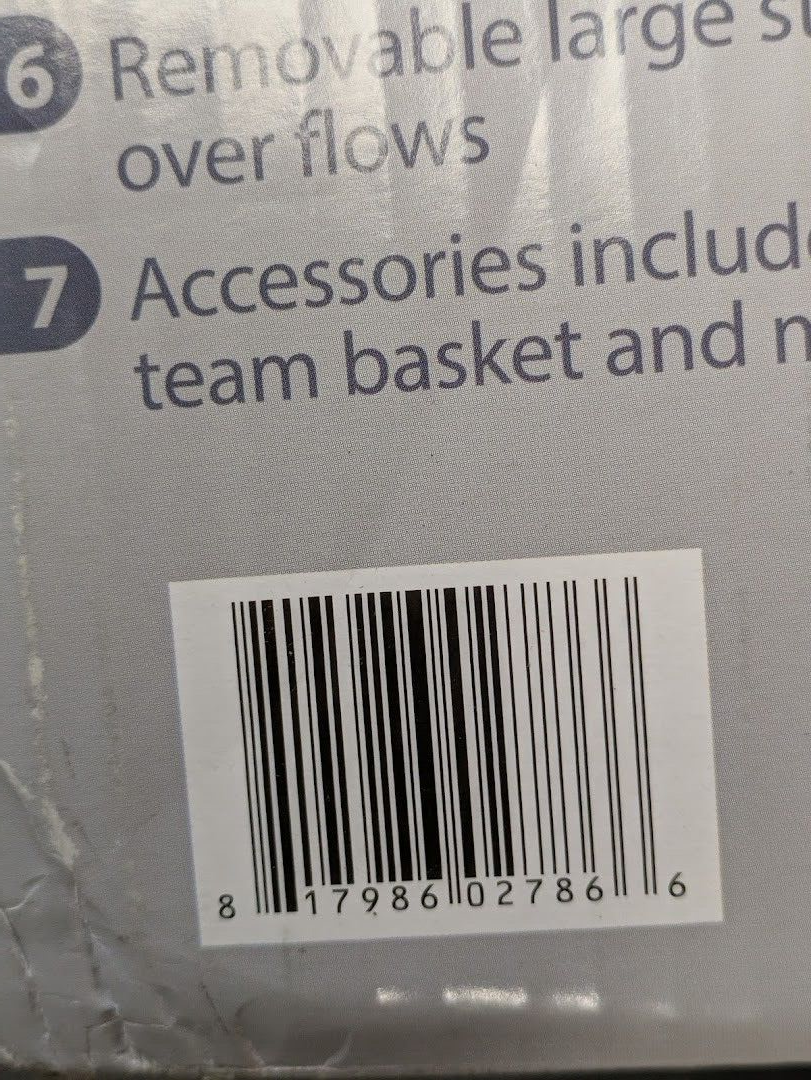 6 Removable large
over flows
7 Accessories includ
team basket and
8 17986 02786 6